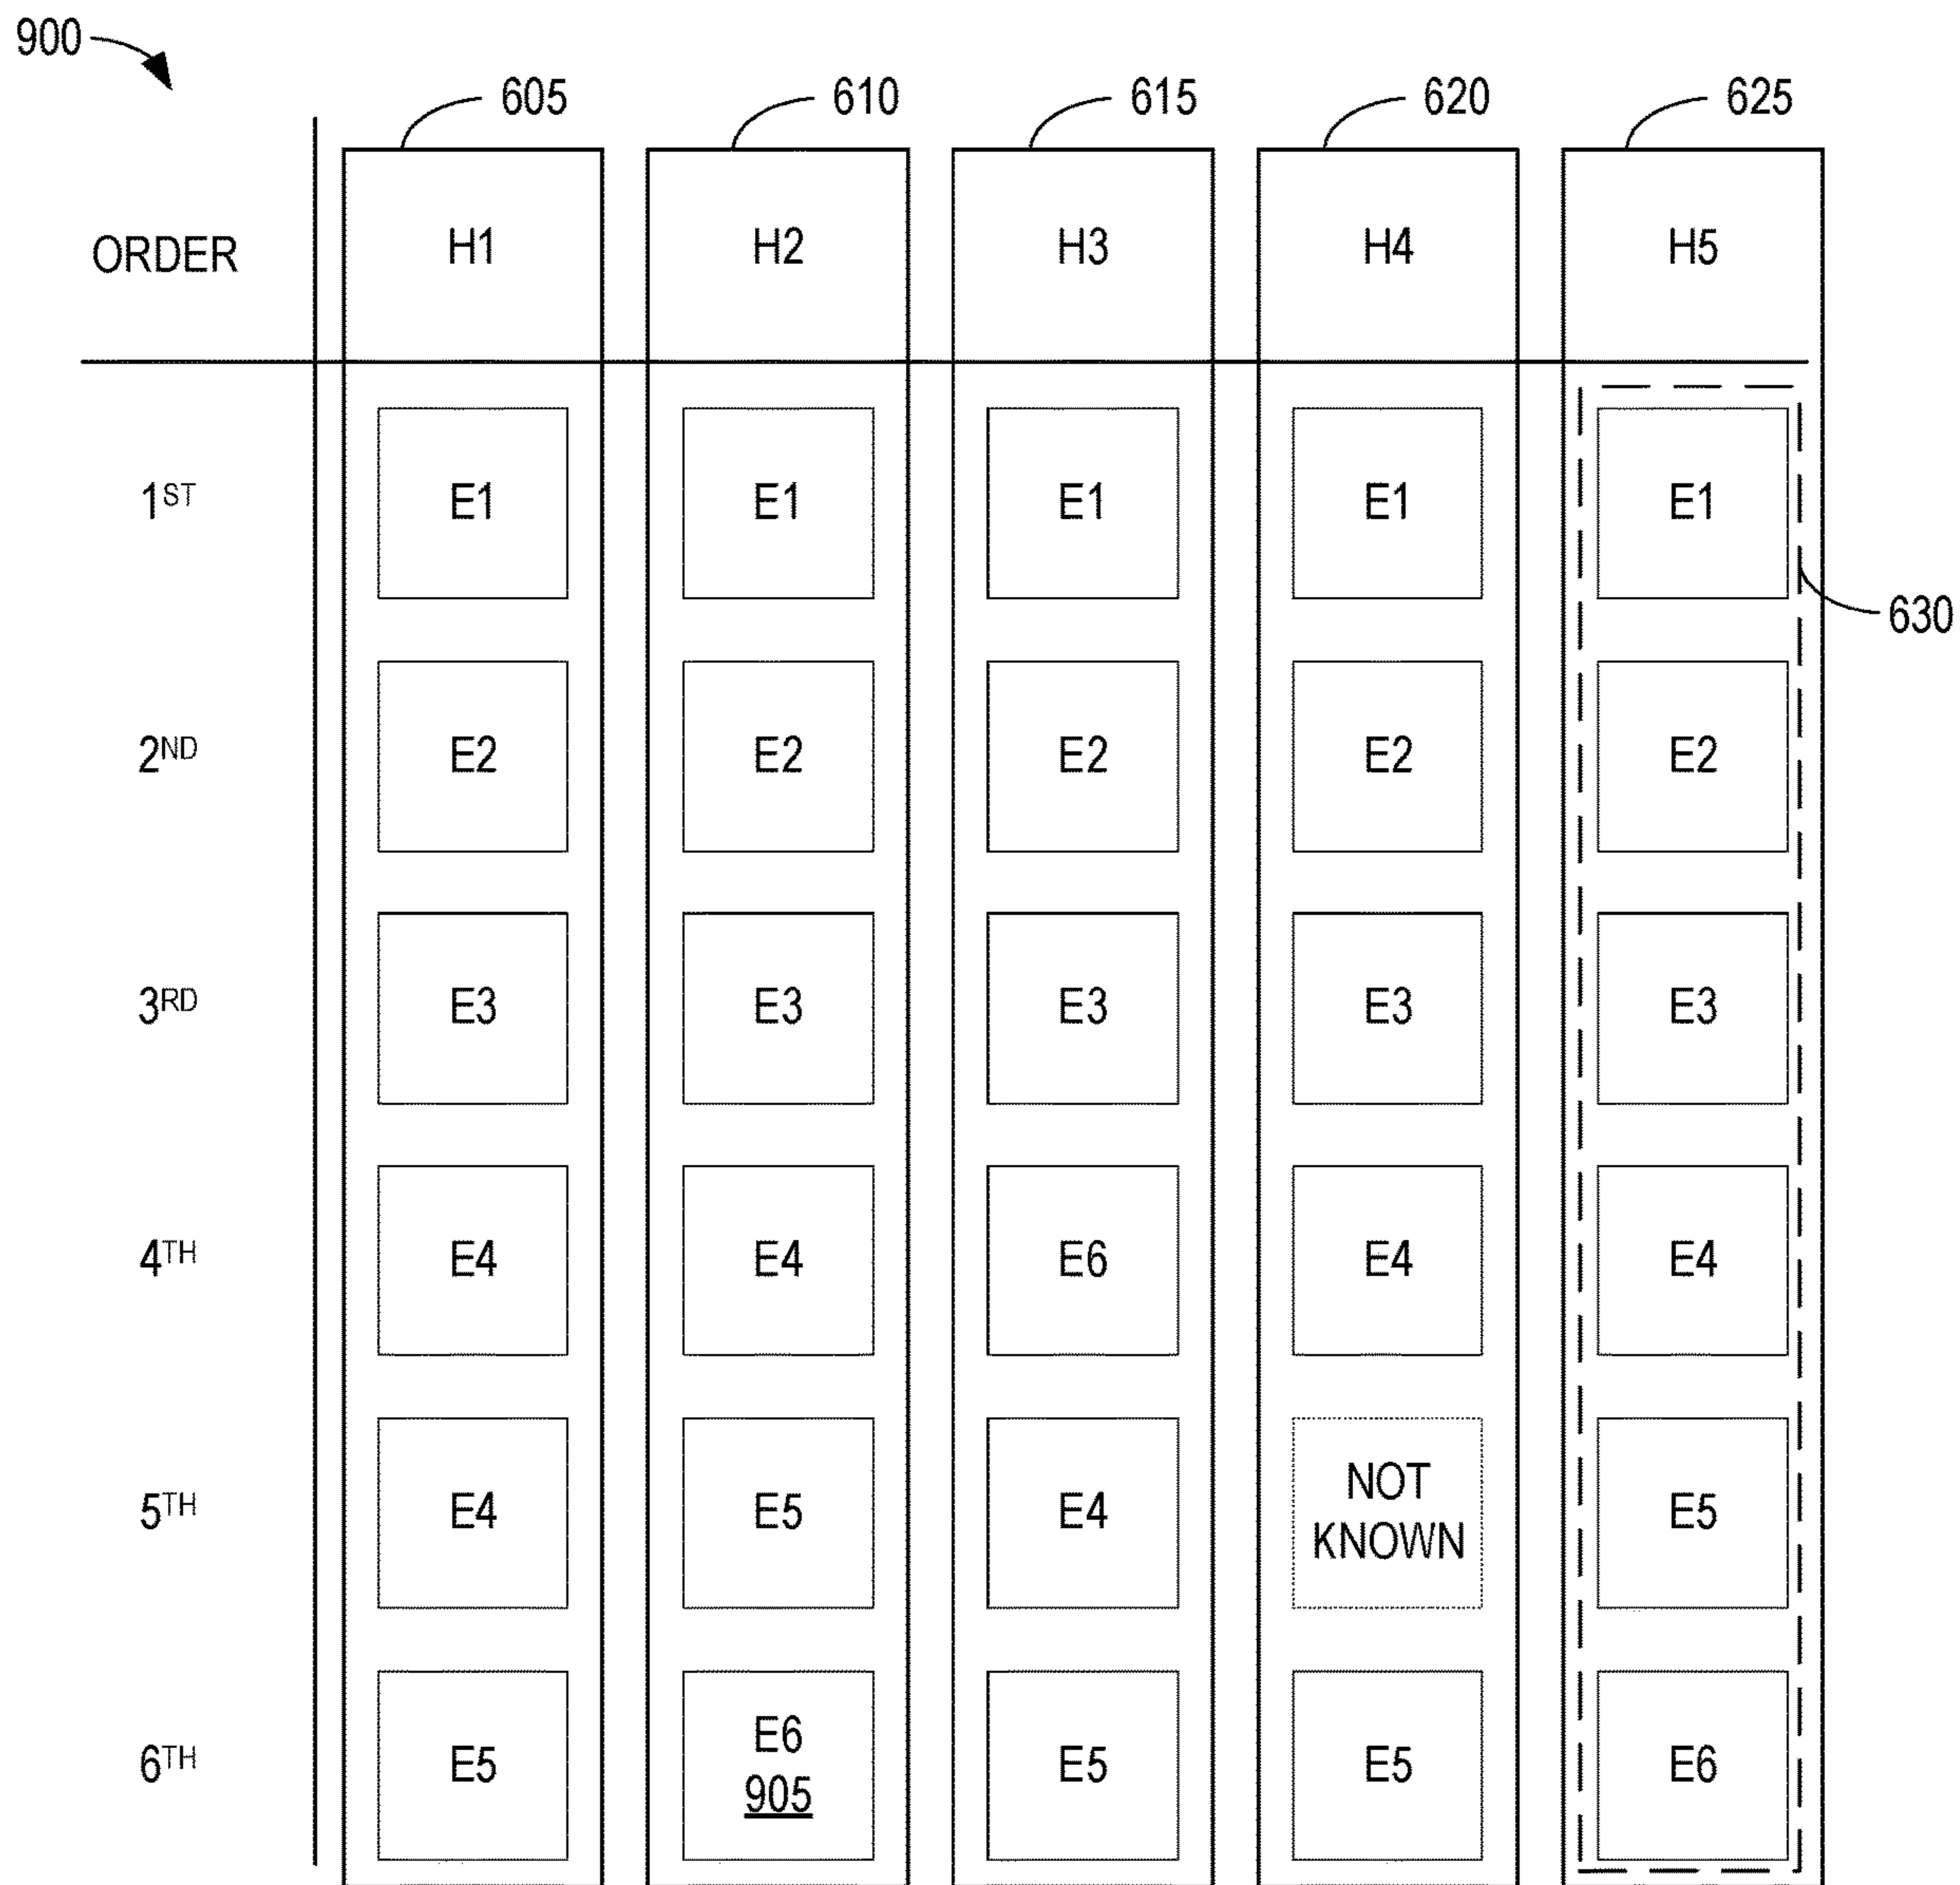 900
605 610 615 620 625
ORDER H1 H2 H3 H4 H5
1ST E1 E1 E1 E1 E1
630
2ND E2 E2 E2 E2 E2
3RD E3 E3 E3 E3 E3
4TH E4 E4 E6 E4 E4
5TH E4 E5 E4 NOT KNOWN E5
6TH E5 E6 905 E5 E5 E6